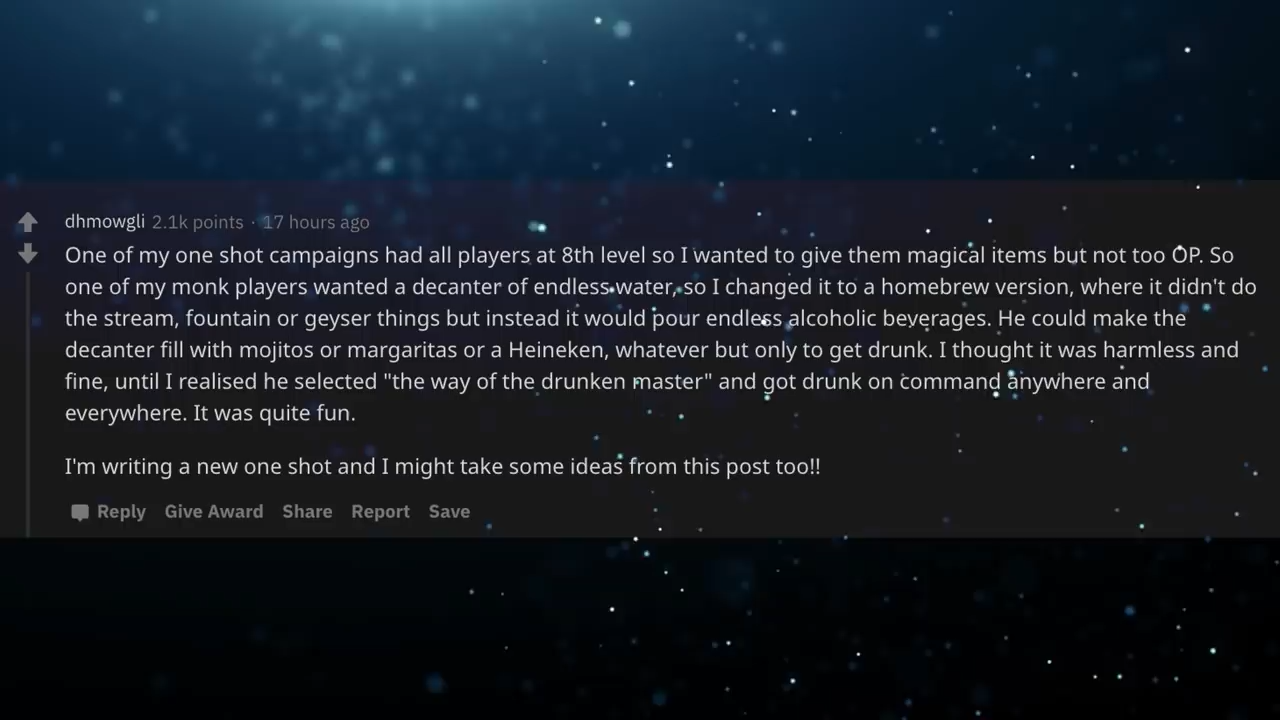 dhmowgli 2.1k points · 17 hours ago
One of my one shot campaigns had all players at 8th level so I wanted to give them magical items but not too OP. So
one of my monk players wanted a decanter of endless water, so I changed it to a homebrew version, where it didn't do
the stream, fountain or geyser things but instead it would pour endless alcoholic beverages. He could make the
decanter fill with mojitos or margaritas or a Heineken, whatever but only to get drunk. I thought it was harmless and
fine, until I realised he selected "the way of the drunken master" and got drunk on command anywhere and
everywhere. It was quite fun.
I'm writing a new one shot and I might take some ideas from this post too!!
Reply Give Award Share Report Save